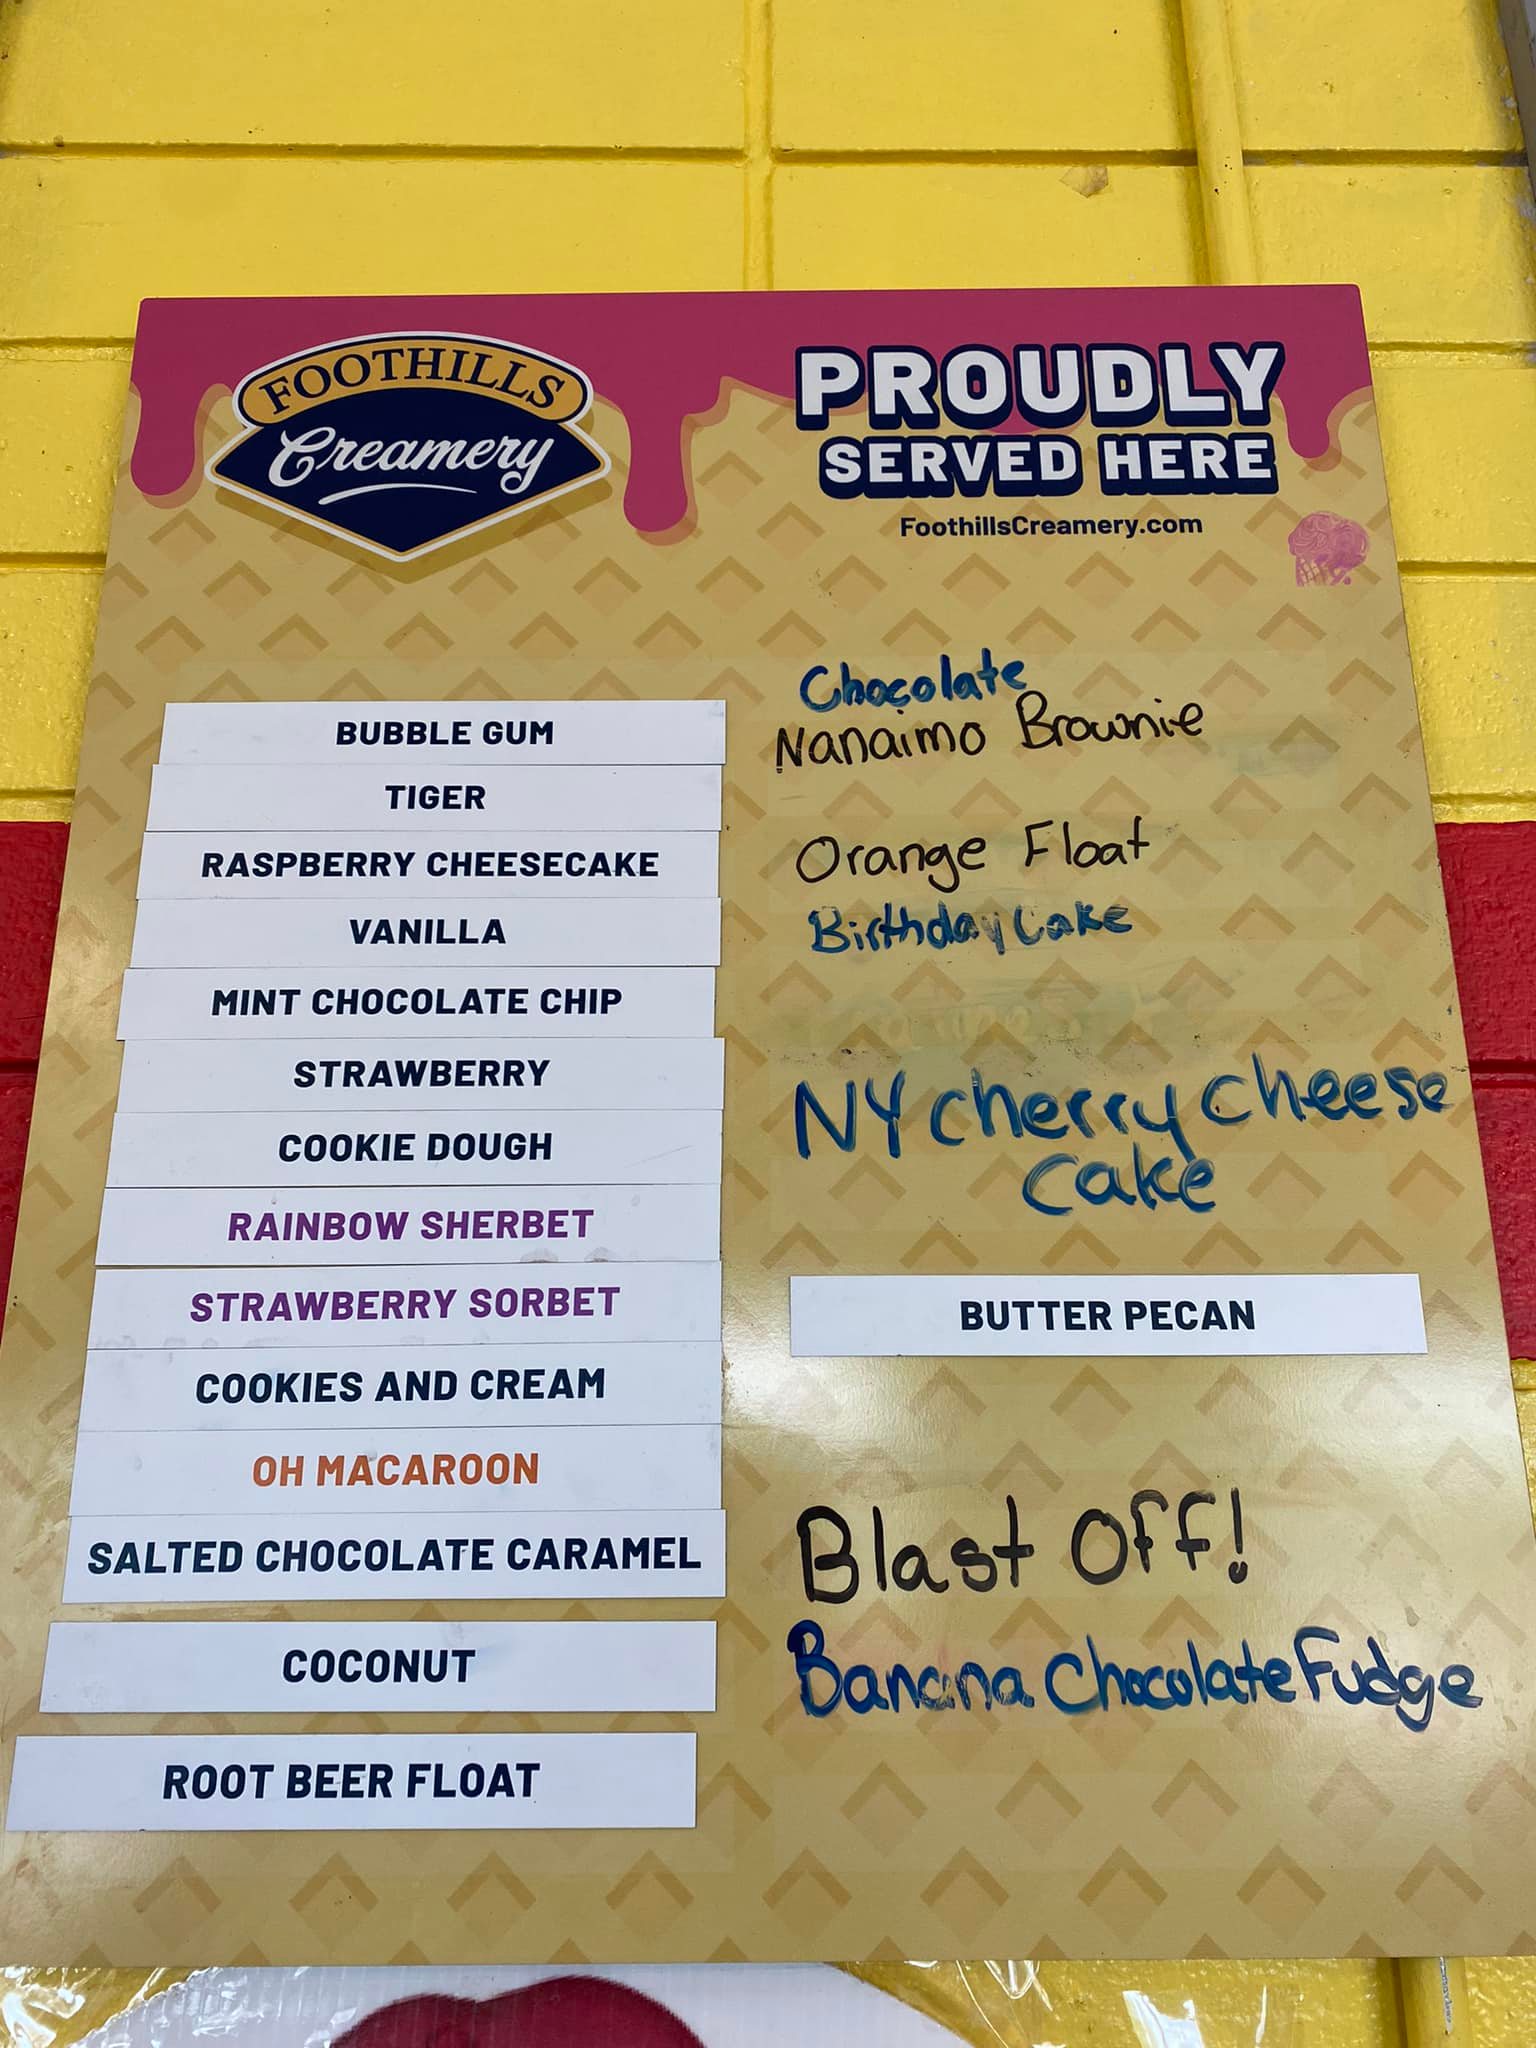 FOOTHILLS
Creamery
PROUDLY
SERVED HERE
FoothillsCreamery.com
BUBBLE GUM
TIGER
RASPBERRY CHEESECAKE
VANILLA
MINT CHOCOLATE CHIP
STRAWBERRY
COOKIE DOUGH
RAINBOW SHERBET
STRAWBERRY SORBET
COOKIES AND CREAM
OH MACAROON
SALTED CHOCOLATE CARAMEL
COCONUT
ROOT BEER FLOAT
Chocolate
Nanaimo Brownie
Orange Float
Birthday Cake
NY cherry cheese
cake
BUTTER PECAN
Blast Off!
Banana Chocolate Fudge